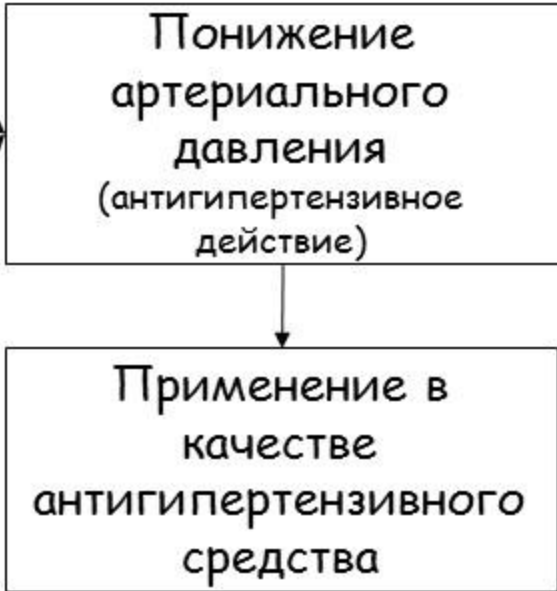 Понижение
артериального
давления
(антигипертензивное
действие)
Применение в
качестве
антигипертензивного
средства